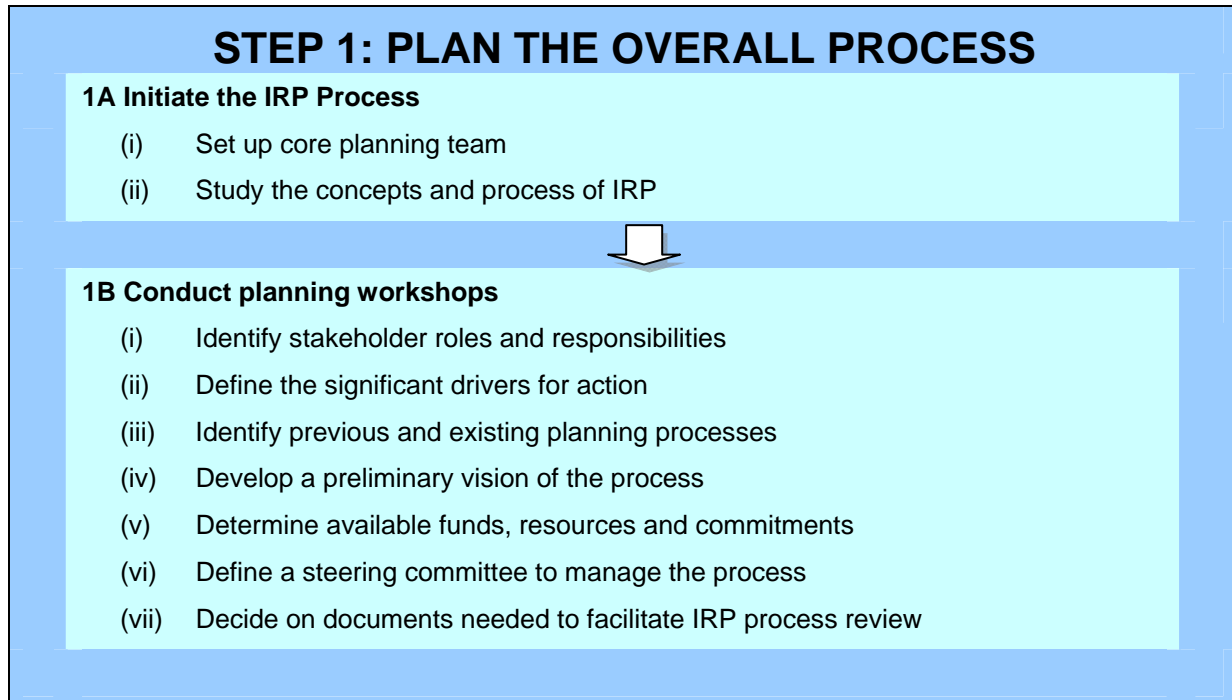 STEP 1: PLAN THE OVERALL PROCESS
1A Initiate the IRP Process
(i) Set up core planning team
(ii) Study the concepts and process of IRP
1B Conduct planning workshops
(i) Identify stakeholder roles and responsibilities
(ii) Define the significant drivers for action
(iii) Identify previous and existing planning processes
(iv) Develop a preliminary vision of the process
(v) Determine available funds, resources and commitments
(vi) Define a steering committee to manage the process
(vii) Decide on documents needed to facilitate IRP process review